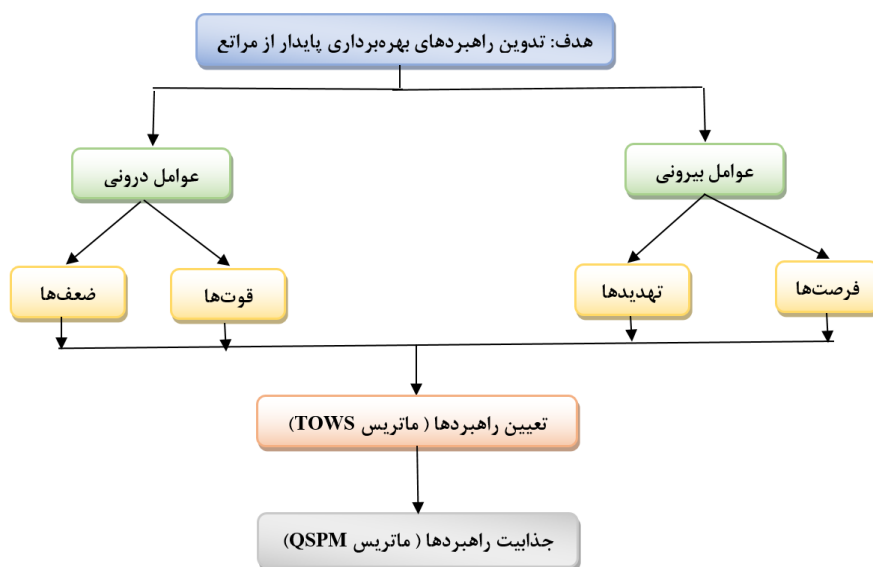 هدف: تدوین راهبردهای بهره‌برداری پایدار از مراتع
عوامل بیرونی
عوامل درونی
فرصت‌ها
تهدیدها
قوت‌ها
ضعف‌ها
تعیین راهبردها ( ماتریس TOWS)
جذابیت راهبردها ( ماتریس QSPM)